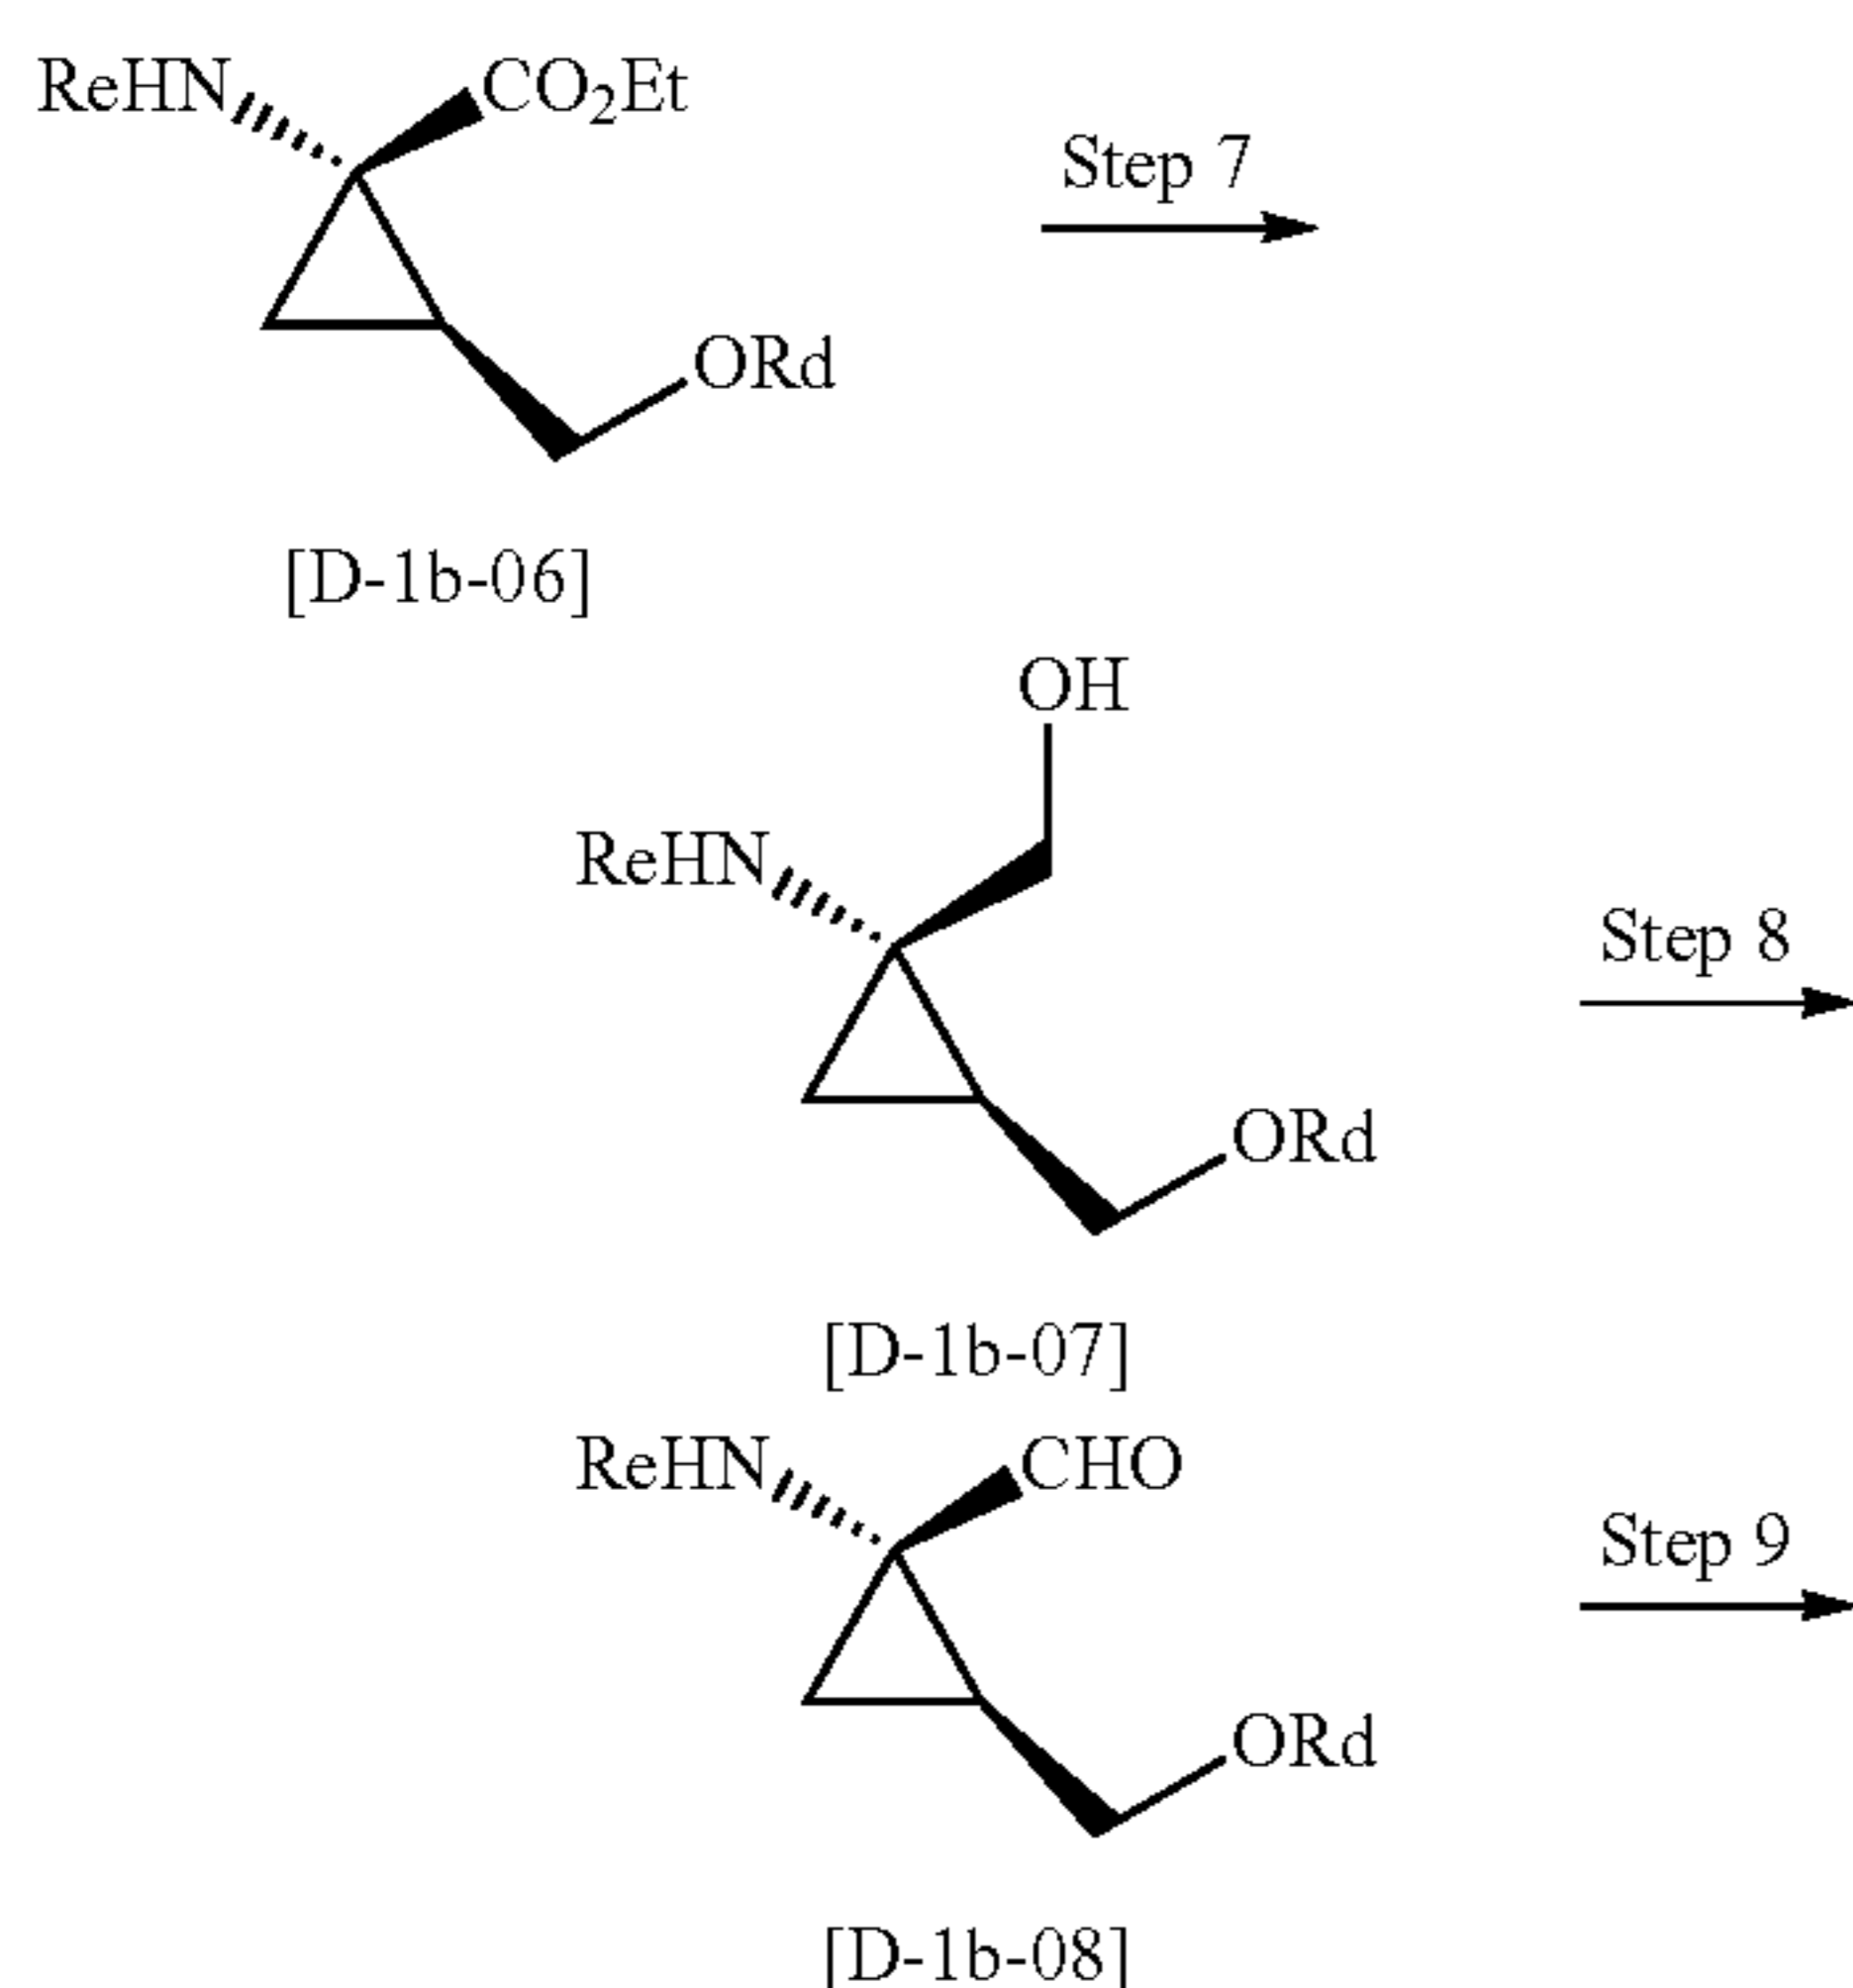 ReHN CO₂Et
Step 7
ORd
[D-1b-06]
OH
ReHN
Step 8
ORd
[D-1b-07]
ReHN CHO
Step 9
ORd
[D-1b-08]